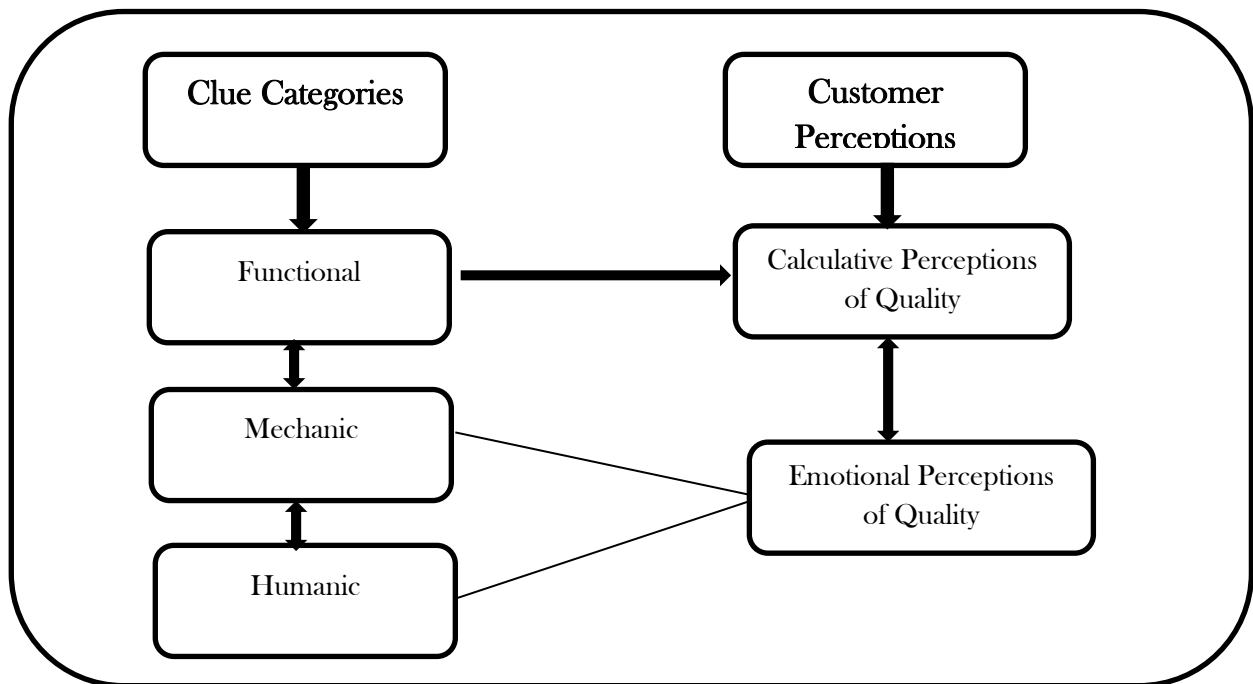 Clue Categories
Customer
Perceptions
Functional
Calculative Perceptions
of Quality
Mechanic
Emotional Perceptions
of Quality
Humanic